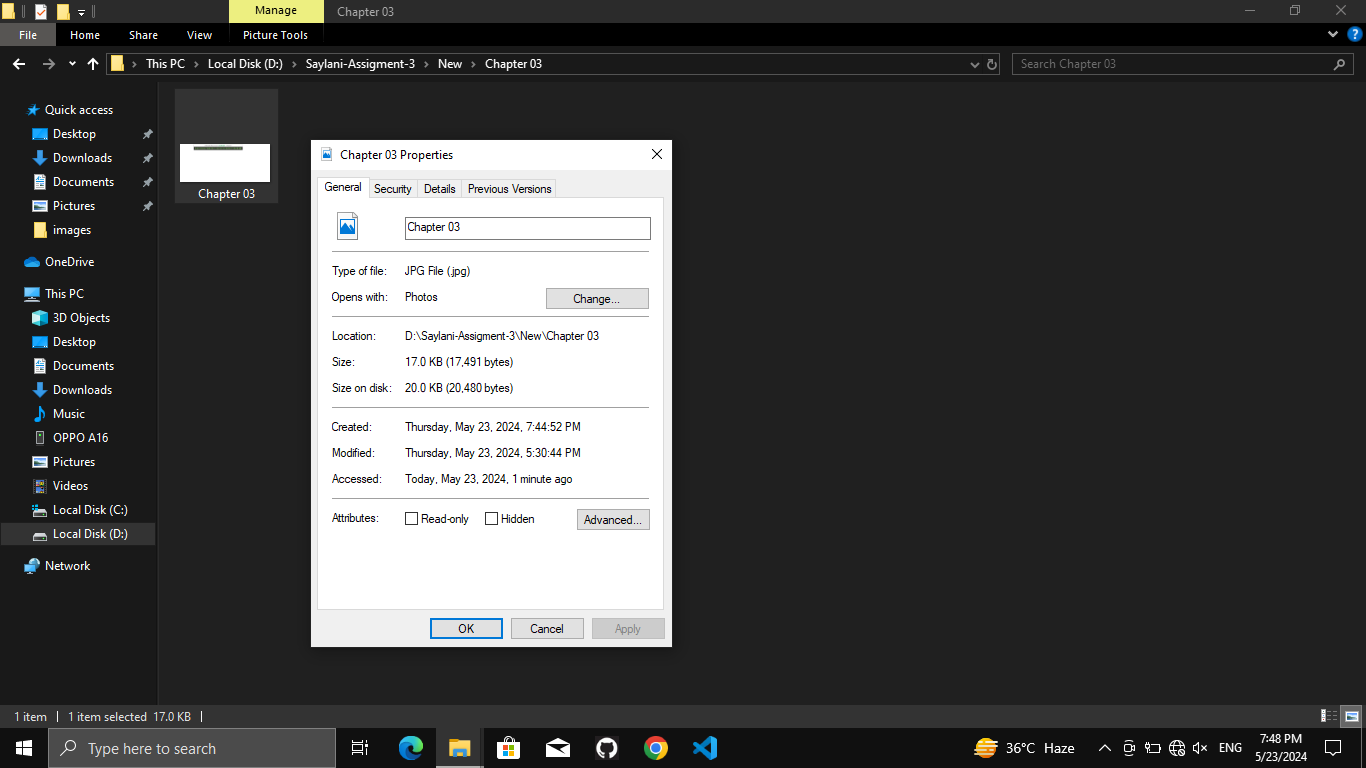 Manage
Chapter 03
File
Home
Share
View
Picture Tools
This PC
Local Disk (D:)
Saylani-Assigment-3
New
Chapter 03
Search Chapter 03
Quick access
Desktop
Downloads
Documents
Pictures
images
OneDrive
This PC
3D Objects
Desktop
Documents
Downloads
Music
OPPO A16
Pictures
Videos
Local Disk (C:)
Local Disk (D:)
Network
Chapter 03
Chapter 03 Properties
General
Security
Details
Previous Versions
Chapter 03
Type of file: JPG File (.jpg)
Opens with: Photos
Change...
Location: D:\Saylani-Assigment-3\New\Chapter 03
Size: 17.0 KB (17,491 bytes)
Size on disk: 20.0 KB (20,480 bytes)
Created: Thursday, May 23, 2024, 7:44:52 PM
Modified: Thursday, May 23, 2024, 5:30:44 PM
Accessed: Today, May 23, 2024, 1 minute ago
Attributes: Read-only Hidden
Advanced...
OK
Cancel
Apply
1 item
1 item selected 17.0 KB
Type here to search
36°C Haze
ENG
7:48 PM
5/23/2024